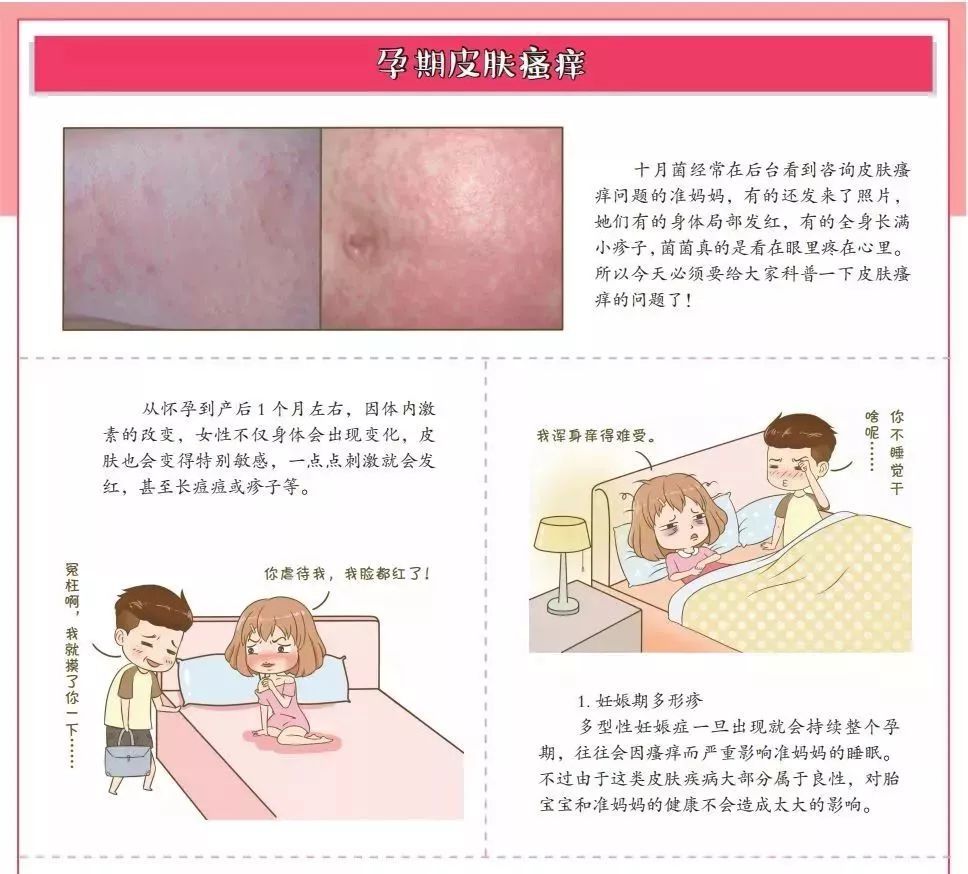 孕期皮肤瘙痒
十月菌经常在后台看到咨询皮肤瘙
痒问题的准妈妈，有的还发来了照片，
她们有的身体局部发红，有的全身长满
小疹子，菌菌真的是看在眼里疼在心里。
所以今天必须要给大家科普一下皮肤瘙
痒的问题了！
从怀孕到产后1个月左右，因体内激
素的改变，女性不仅身体会出现变化，皮
肤也会变得特别敏感，一点点刺激就会发
红，甚至长痘痘或疹子等。
你虐待我，我脸都红了！
冤枉啊，我就摸了你一下……
我浑身痒得难受。
你不睡觉干
啥呢……
1. 妊娠期多形疹
多型性妊娠症一旦出现就会持续整个孕
期，往往会因瘙痒而严重影响准妈妈的睡眠。
不过由于这类皮肤疾病大部分属于良性，对胎
宝宝和准妈妈的健康不会造成太大的影响。